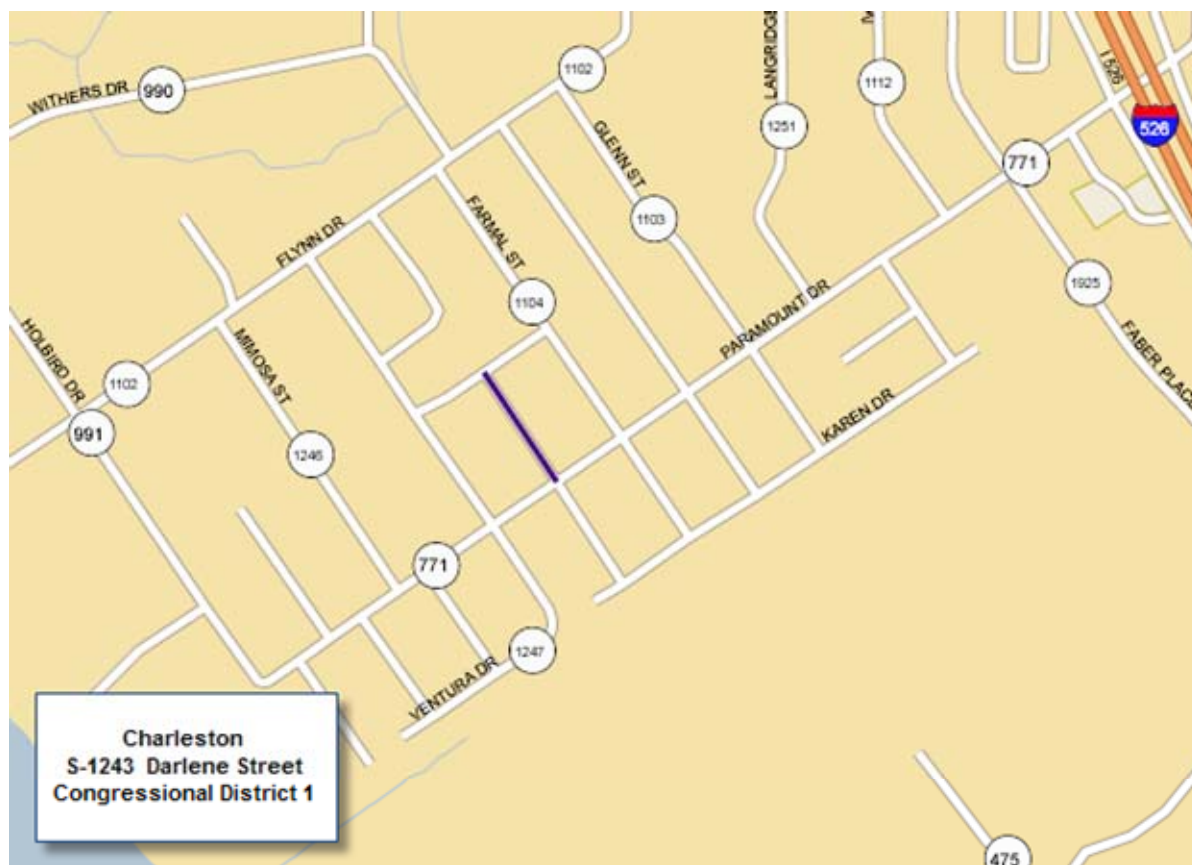 WITHERS DR
990
1102
LANGRIDGE
1112
I 526
526
GLENN ST
1251
771
FARMAL ST
1103
FLYNN DR
1104
1925
HOLBIRD DR
1102
MIMOSA ST
PARAMOUNT DR
FABER PLACE
991
1246
KAREN DR
771
1247
VENTURA DR
Charleston
S-1243 Darlene Street
Congressional District 1
475